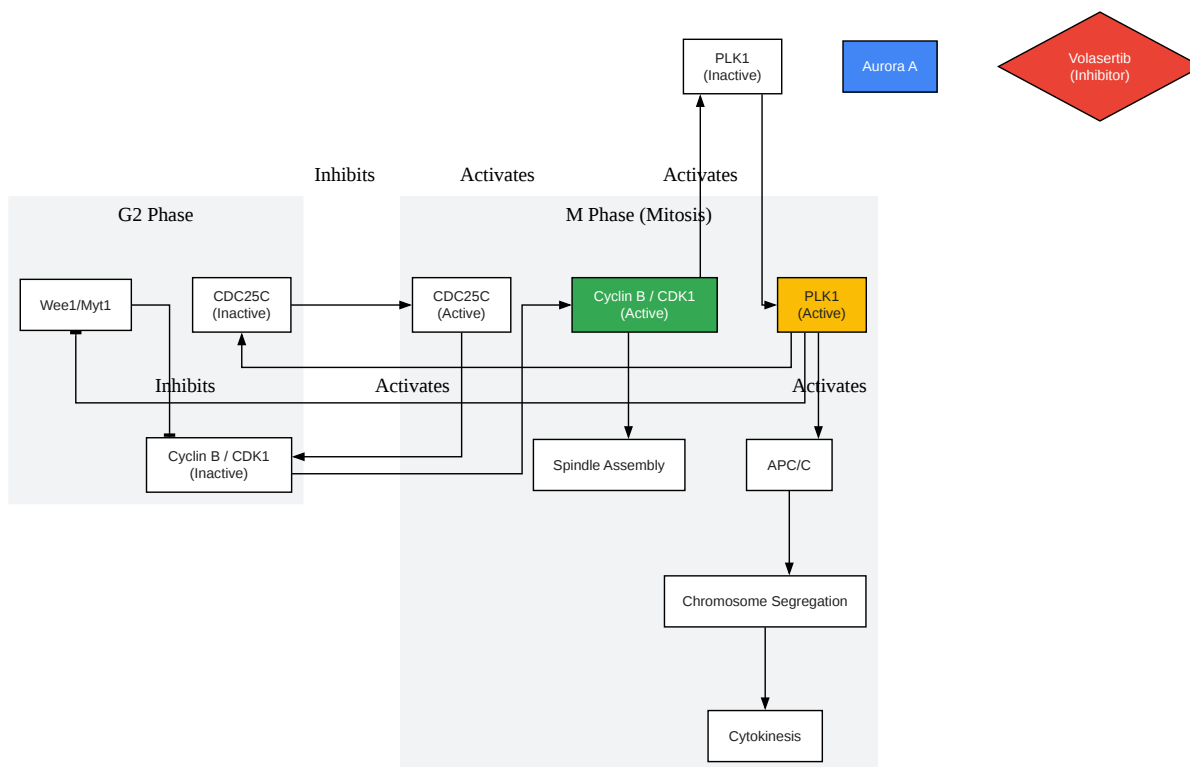 PLK1
(Inactive)
Aurora A
Volasertib
(Inhibitor)
Inhibits
Activates
Activates
G2 Phase
M Phase (Mitosis)
Wee1/Myt1
CDC25C
(Inactive)
CDC25C
(Active)
Cyclin B / CDK1
(Active)
PLK1
(Active)
Inhibits
Activates
Activates
Cyclin B / CDK1
(Inactive)
Spindle Assembly
APC/C
Chromosome Segregation
Cytokinesis